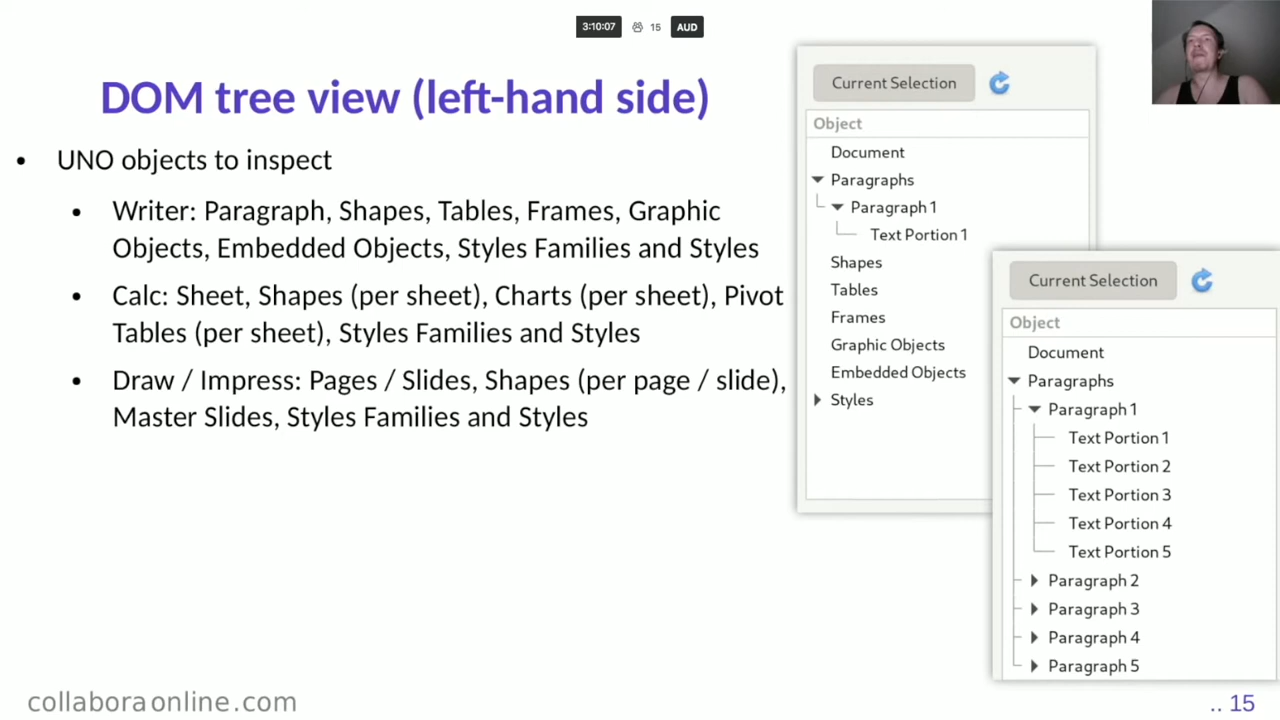 3:10:07 15 AUD
DOM tree view (left-hand side)
• UNO objects to inspect
• Writer: Paragraph, Shapes, Tables, Frames, Graphic
Objects, Embedded Objects, Styles Families and Styles
• Calc: Sheet, Shapes (per sheet), Charts (per sheet), Pivot
Tables (per sheet), Styles Families and Styles
• Draw / Impress: Pages / Slides, Shapes (per page / slide),
Master Slides, Styles Families and Styles
Current Selection
Object
Document
Paragraphs
Paragraph 1
Text Portion 1
Shapes
Tables
Frames
Graphic Objects
Embedded Objects
Styles
Current Selection
Object
Document
Paragraphs
Paragraph 1
Text Portion 1
Text Portion 2
Text Portion 3
Text Portion 4
Text Portion 5
Paragraph 2
Paragraph 3
Paragraph 4
Paragraph 5
collaboraonline.com
.. 15